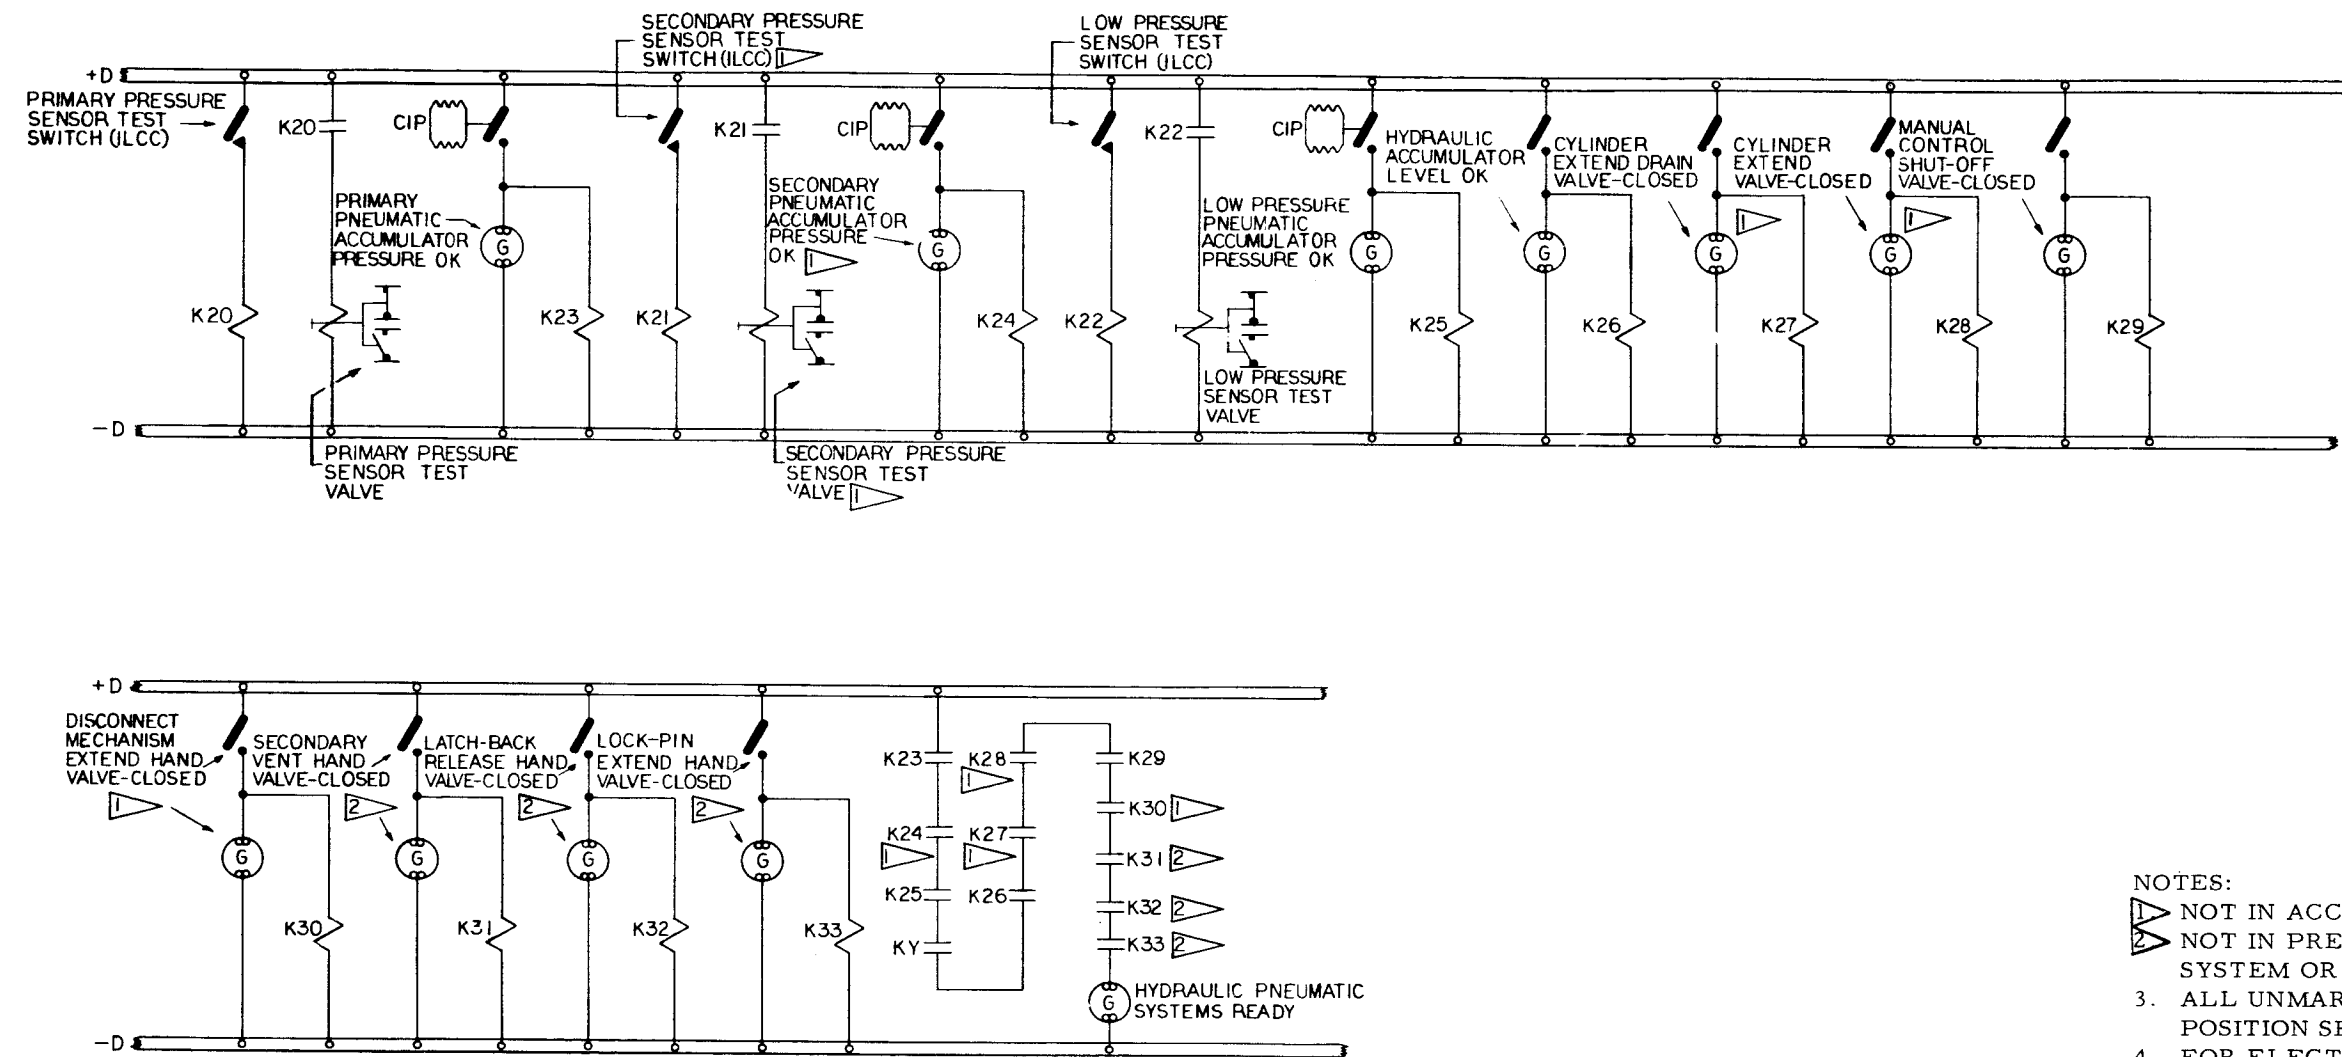 SECONDARY PRESSURE
SENSOR TEST
SWITCH (ILCC) 1
LOW PRESSURE
SENSOR TEST
SWITCH (ILCC)
+D
PRIMARY PRESSURE
SENSOR TEST
SWITCH (ILCC)
K20
CIP
K21
CIP
K22
CIP
HYDRAULIC
ACCUMULATOR
LEVEL OK
CYLINDER
EXTEND DRAIN
VALVE-CLOSED
CYLINDER
EXTEND
VALVE-CLOSED
MANUAL
CONTROL
SHUT-OFF
VALVE-CLOSED
PRIMARY
PNEUMATIC
ACCUMULATOR
PRESSURE OK
SECONDARY
PNEUMATIC
ACCUMULATOR
PRESSURE
OK 1
LOW PRESSURE
PNEUMATIC
ACCUMULATOR
PRESSURE OK
1
1
G
G
G
G
G
G
G
K20
K23
K21
K24
K22
K25
K26
K27
K28
K29
LOW PRESSURE
SENSOR TEST
VALVE
-D
PRIMARY PRESSURE
SENSOR TEST
VALVE
SECONDARY PRESSURE
SENSOR TEST
VALVE 1
+D
DISCONNECT
MECHANISM
EXTEND HAND
VALVE-CLOSED
1
SECONDARY
VENT HAND
VALVE-CLOSED
2
LATCH-BACK
RELEASE HAND
VALVE-CLOSED
2
LOCK-PIN
EXTEND HAND
VALVE-CLOSED
2
G
G
G
G
K30
K31
K32
K33
K23
K24
1
K25
KY
K28
1
K27
1
K26
K29
K30 1
K31 2
K32 2
K33 2
G
HYDRAULIC PNEUMATIC
SYSTEMS READY
-D
NOTES:
1. NOT IN ACC
2. NOT IN PRE
SYSTEM OR
3. ALL UNMAR
POSITION SE
4. FOR ELECT